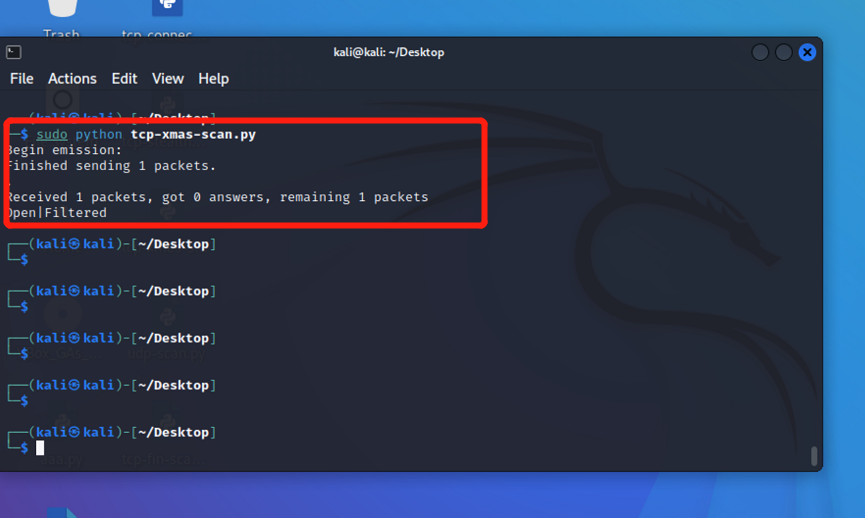 Trash
tcp-connec
kali@kali: ~/Desktop
File Actions Edit View Help
(kali㉿kali)-[~/Desktop]
└─$ sudo python tcp-xmas-scan.py
Begin emission:
Finished sending 1 packets.
.
Received 1 packets, got 0 answers, remaining 1 packets
Open|Filtered
┌──(kali㉿kali)-[~/Desktop]
└─$
┌──(kali㉿kali)-[~/Desktop]
└─$
┌──(kali㉿kali)-[~/Desktop]
└─$
┌──(kali㉿kali)-[~/Desktop]
└─$
┌──(kali㉿kali)-[~/Desktop]
└─$